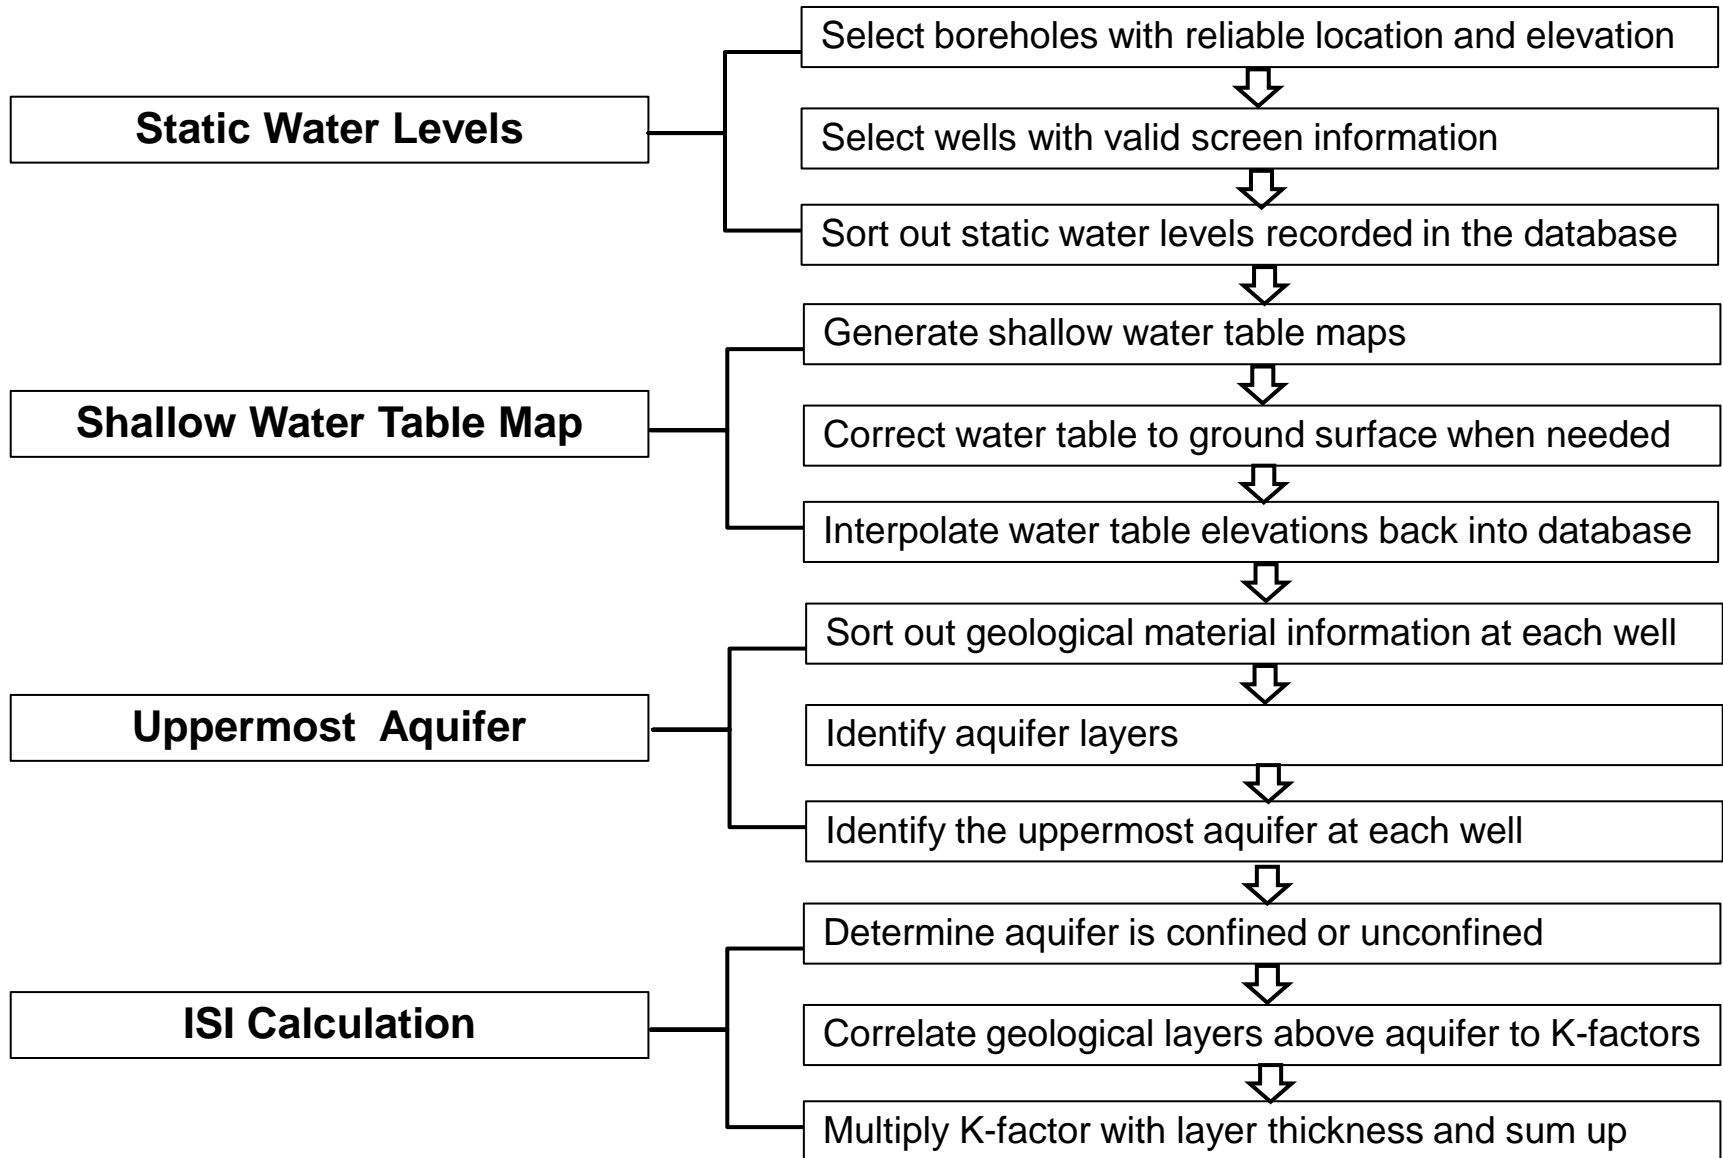 Select boreholes with reliable location and elevation
Static Water Levels
Select wells with valid screen information
Sort out static water levels recorded in the database
Generate shallow water table maps
Shallow Water Table Map
Correct water table to ground surface when needed
Interpolate water table elevations back into database
Sort out geological material information at each well
Uppermost Aquifer
Identify aquifer layers
Identify the uppermost aquifer at each well
Determine aquifer is confined or unconfined
ISI Calculation
Correlate geological layers above aquifer to K-factors
Multiply K-factor with layer thickness and sum up